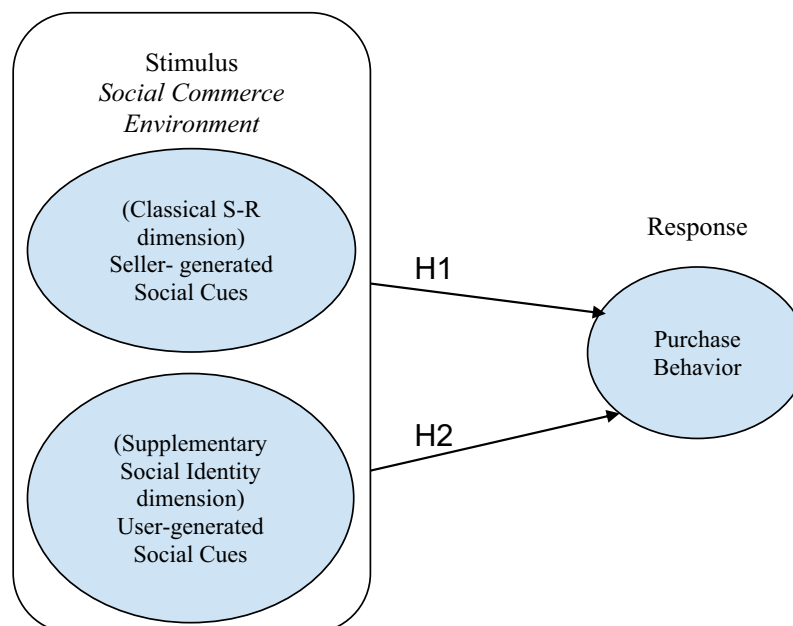 Stimulus
Social Commerce
Environment
(Classical S-R
dimension)
Seller- generated
Social Cues
(Supplementary
Social Identity
dimension)
User-generated
Social Cues
H1
H2
Response
Purchase
Behavior